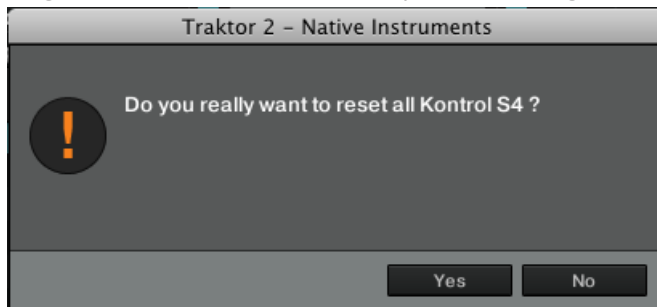 Traktor 2 – Native Instruments
Do you really want to reset all Kontrol S4 ?
Yes
No